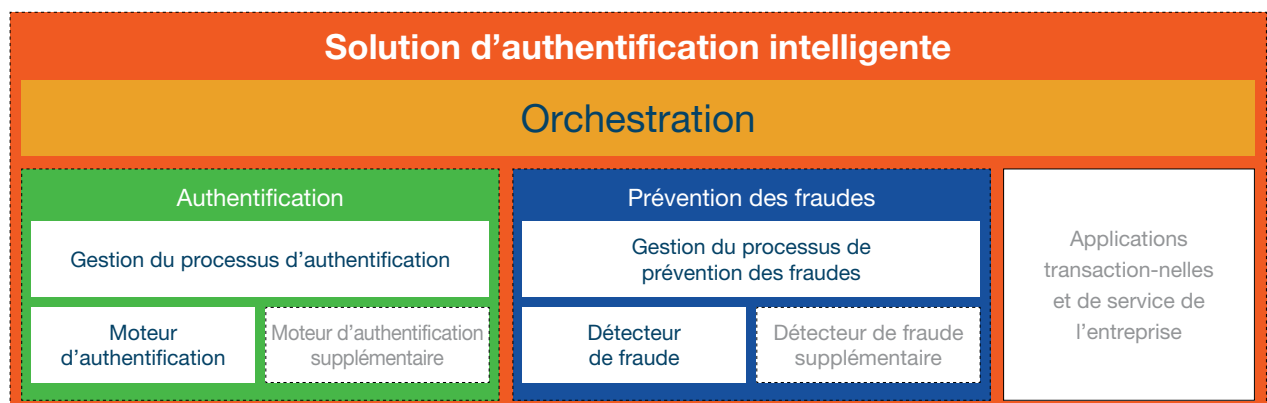 Solution d’authentification intelligente
Orchestration
Authentification
Gestion du processus d’authentification
Moteur
d’authentification
Moteur d’authentification
supplémentaire
Prévention des fraudes
Gestion du processus de
prévention des fraudes
Détecteur
de fraude
Détecteur de fraude
supplémentaire
Applications
transaction-nelles
et de service de
l’entreprise